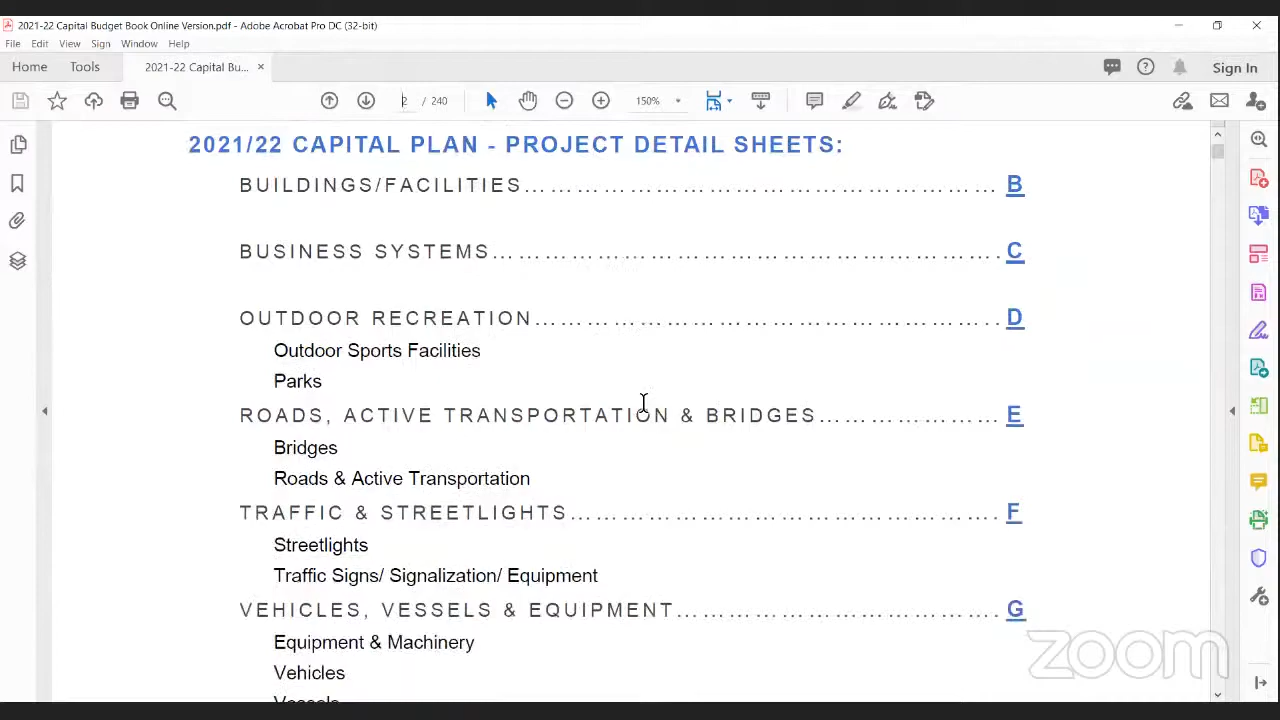 2021-22 Capital Budget Book Online Version.pdf - Adobe Acrobat Pro DC (32-bit)
File Edit View Sign Window Help
Home Tools 2021-22 Capital Bu... × Sign In
2 / 240 150%
2021/22 CAPITAL PLAN - PROJECT DETAIL SHEETS:
BUILDINGS/FACILITIES........................................................ B
BUSINESS SYSTEMS........................................................ C
OUTDOOR RECREATION........................................................ D
Outdoor Sports Facilities
Parks
ROADS, ACTIVE TRANSPORTATION & BRIDGES..................... E
Bridges
Roads & Active Transportation
TRAFFIC & STREETLIGHTS................................................. F
Streetlights
Traffic Signs/ Signalization/ Equipment
VEHICLES, VESSELS & EQUIPMENT..................................... G
Equipment & Machinery
Vehicles
Vessels
zoom